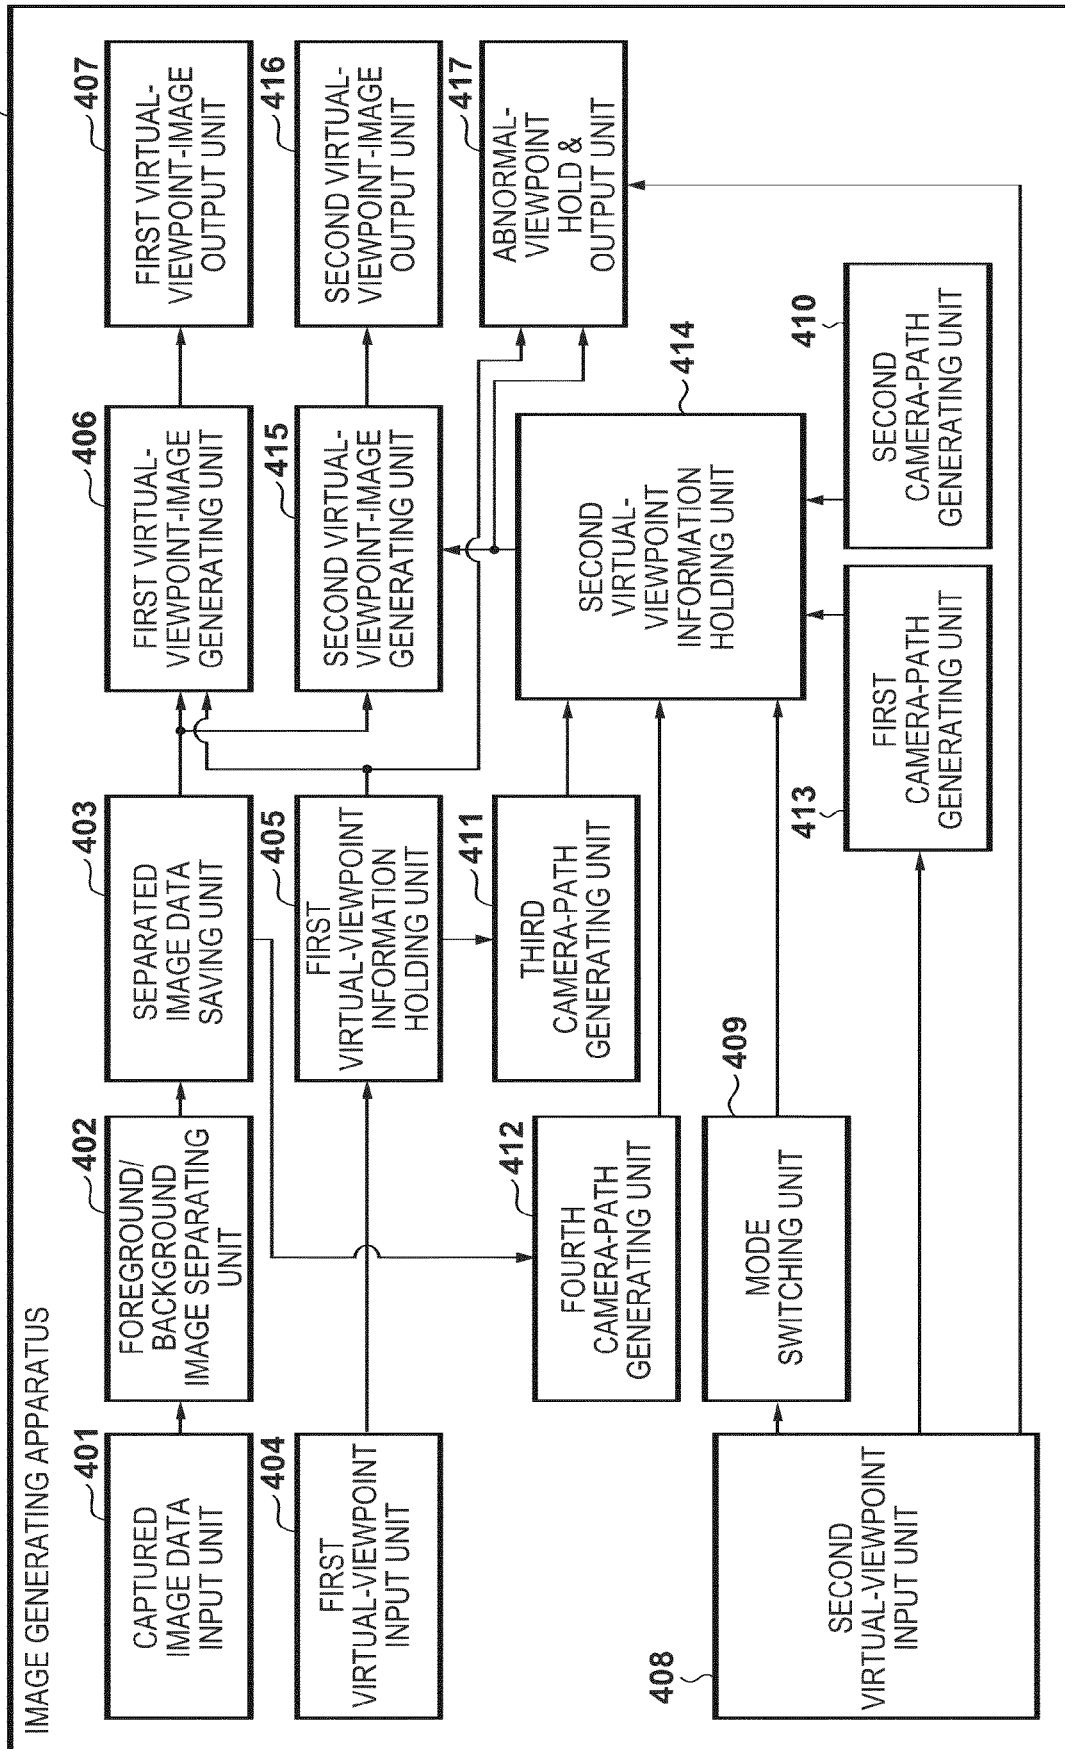 IMAGE GENERATING APPARATUS
401
CAPTURED
IMAGE DATA
INPUT UNIT
402
FOREGROUND/
BACKGROUND
IMAGE SEPARATING
UNIT
403
SEPARATED
IMAGE DATA
SAVING UNIT
406
FIRST VIRTUAL-
VIEWPOINT-IMAGE
GENERATING UNIT
407
FIRST VIRTUAL-
VIEWPOINT-IMAGE
OUTPUT UNIT
404
FIRST
VIRTUAL-VIEWPOINT
INPUT UNIT
405
FIRST
VIRTUAL-VIEWPOINT
INFORMATION
HOLDING UNIT
415
SECOND VIRTUAL-
VIEWPOINT-IMAGE
GENERATING UNIT
416
SECOND VIRTUAL-
VIEWPOINT-IMAGE
OUTPUT UNIT
411
THIRD
CAMERA-PATH
GENERATING UNIT
417
ABNORMAL-
VIEWPOINT
HOLD &
OUTPUT UNIT
412
FOURTH
CAMERA-PATH
GENERATING UNIT
414
SECOND
VIRTUAL-
VIEWPOINT
INFORMATION
HOLDING UNIT
409
MODE
SWITCHING UNIT
408
SECOND
VIRTUAL-VIEWPOINT
INPUT UNIT
413
FIRST
CAMERA-PATH
GENERATING UNIT
410
SECOND
CAMERA-PATH
GENERATING UNIT